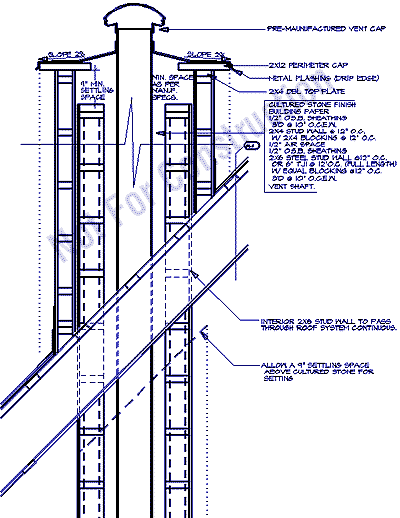 PRE-MAUNUFACTURED VENT CAP
SLOPE 2%
SLOPE 2%
2X12 PERIMETER CAP
METAL FLASHING (DRIP EDGE)
2X4 DBL TOP PLATE
9" MIN.
SETTLING
SPACE
MIN. SPACE
AS PER
MANUF.
SPECS.
CULTURED STONE FINISH
BUILDING PAPER
1/2" O.S.B. SHEATHING
8D @ 10" O.C.E.W.
2X4 STUD WALL @ 12" O.C.
W/ 2X4 BLOCKING @ 12" O.C.
1/2" AIR SPACE
1/2" O.S.B. SHEATHING
2X6 STEEL STUD WALL @12" O.C.
OR 6" TJI @ 12"O.C. (FULL LENGTH)
W/ EQUAL BLOCKING @12" O.C.
8D @ 10" O.C.E.W.
VENT SHAFT.
Not For Construction
INTERIOR 2X6 STUD WALL TO PASS
THROUGH ROOF SYSTEM CONTINUOUS.
ALLOW A 9" SETTLING SPACE
ABOVE CULTURED STONE FOR
SETTING